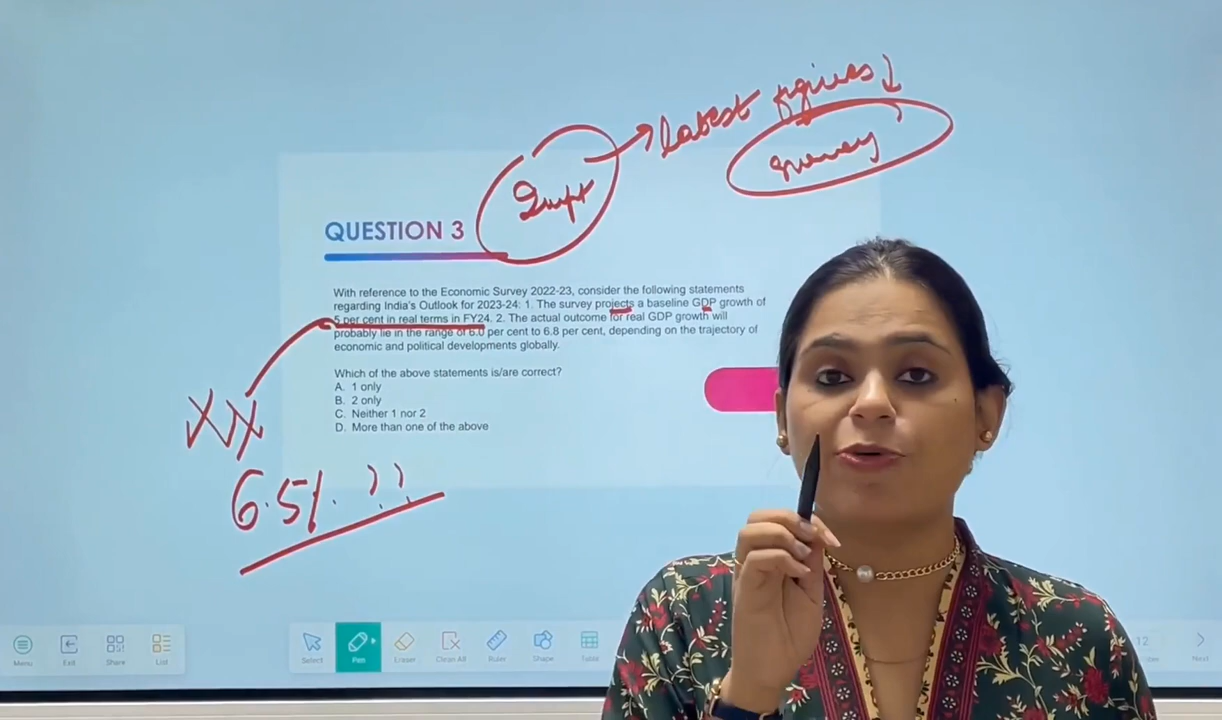 latest figures ↓
survey
QUESTION 3
With reference to the Economic Survey 2022-23, consider the following statements
regarding India's Outlook for 2023-24: 1. The survey projects a baseline GDP growth of
5 per cent in real terms in FY24. 2. The actual outcome for real GDP growth will
probably lie in the range of 6.0 per cent to 6.8 per cent, depending on the trajectory of
economic and political developments globally.
Which of the above statements is/are correct?
A. 1 only
B. 2 only
C. Neither 1 nor 2
D. More than one of the above
XX
6.5%. ??
Menu
Exit
Share
List
Select
Pen
Eraser
Clean All
Ruler
Shape
Table
12
Next